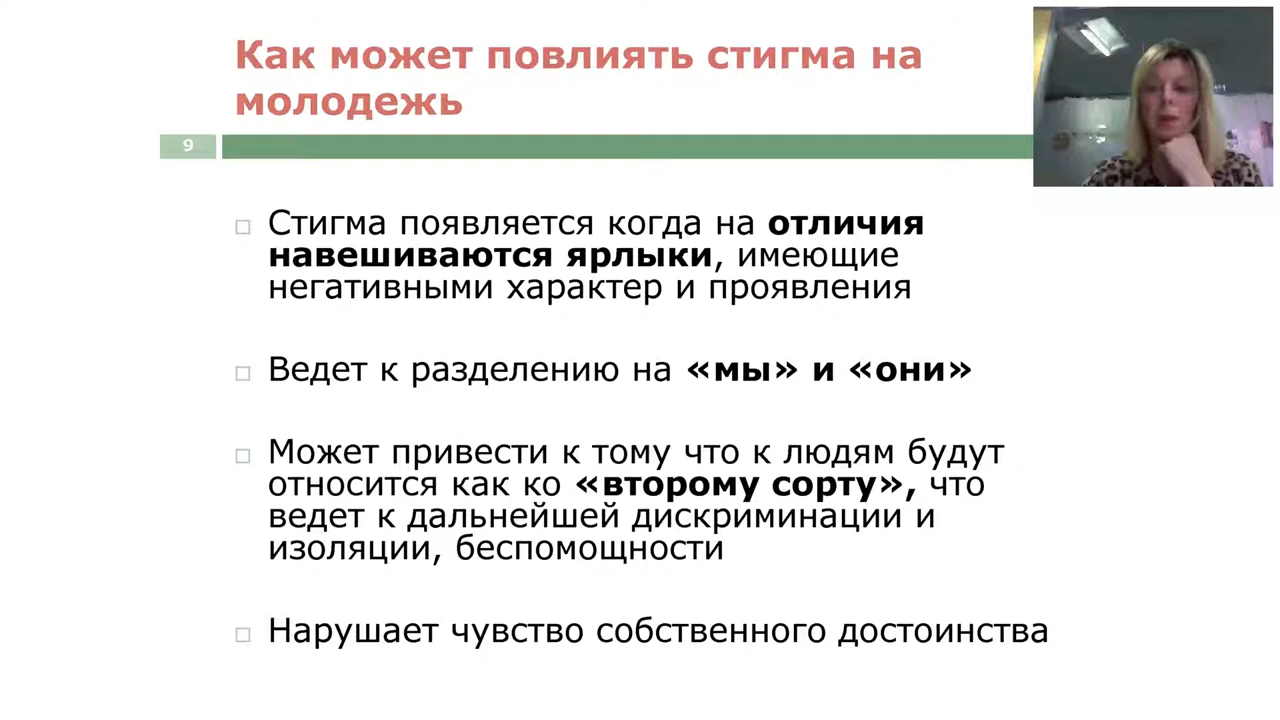 Как может повлиять стигма на
молодежь
9
Стигма появляется когда на отличия
навешиваются ярлыки, имеющие
негативными характер и проявления
Ведет к разделению на «мы» и «они»
Может привести к тому что к людям будут
относится как ко «второму сорту», что
ведет к дальнейшей дискриминации и
изоляции, беспомощности
Нарушает чувство собственного достоинства